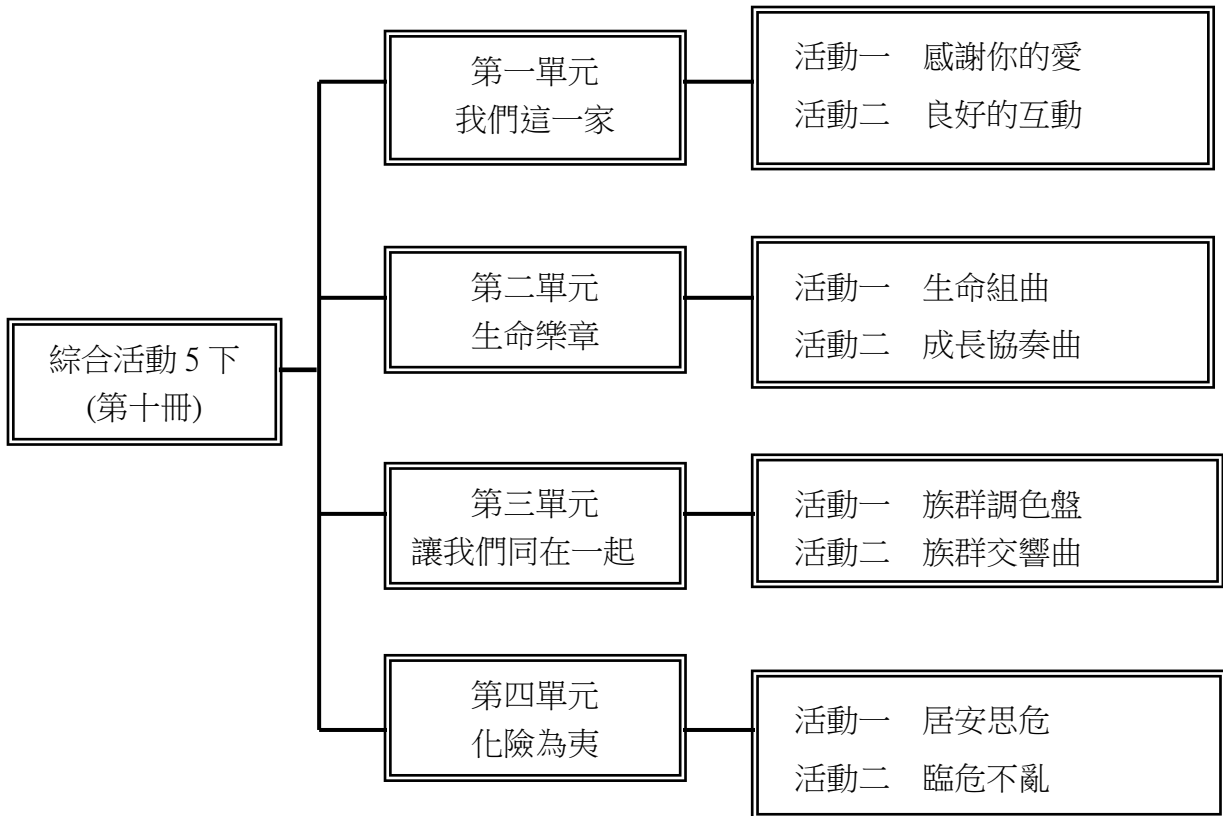 綜合活動 5 下
(第十冊)
第一單元
我們這一家
活動一　感謝你的愛
活動二　良好的互動
第二單元
生命樂章
活動一　生命組曲
活動二　成長協奏曲
第三單元
讓我們同在一起
活動一　族群調色盤
活動二　族群交響曲
第四單元
化險為夷
活動一　居安思危
活動二　臨危不亂